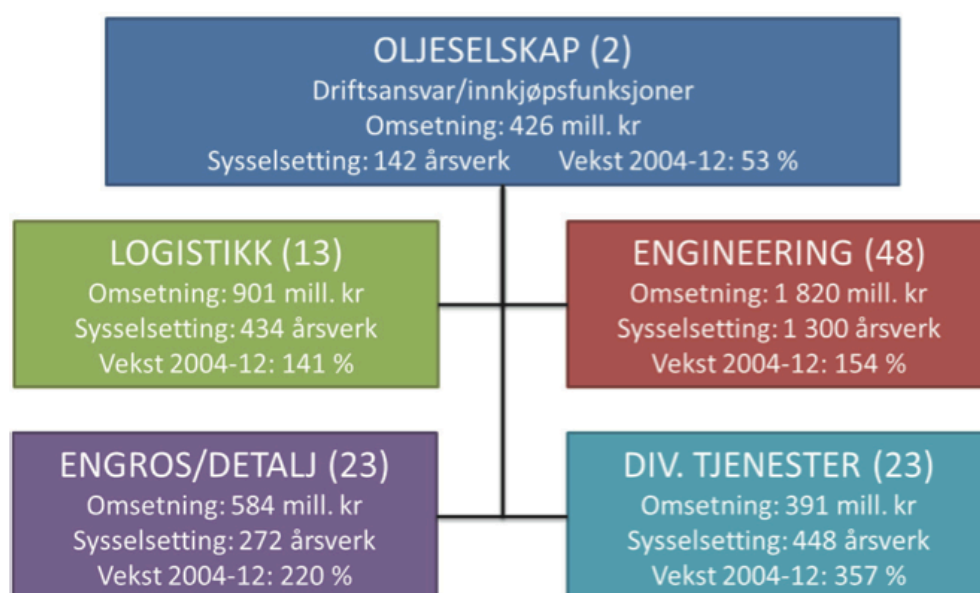 OLJESELSKAP (2)
Driftsansvar/innkjøpsfunksjoner
Omsetning: 426 mill. kr
Sysselsetting: 142 årsverk Vekst 2004-12: 53 %
LOGISTIKK (13)
Omsetning: 901 mill. kr
Sysselsetting: 434 årsverk
Vekst 2004-12: 141 %
ENGINEERING (48)
Omsetning: 1 820 mill. kr
Sysselsetting: 1 300 årsverk
Vekst 2004-12: 154 %
ENGROS/DETALJ (23)
Omsetning: 584 mill. kr
Sysselsetting: 272 årsverk
Vekst 2004-12: 220 %
DIV. TJENESTER (23)
Omsetning: 391 mill. kr
Sysselsetting: 448 årsverk
Vekst 2004-12: 357 %